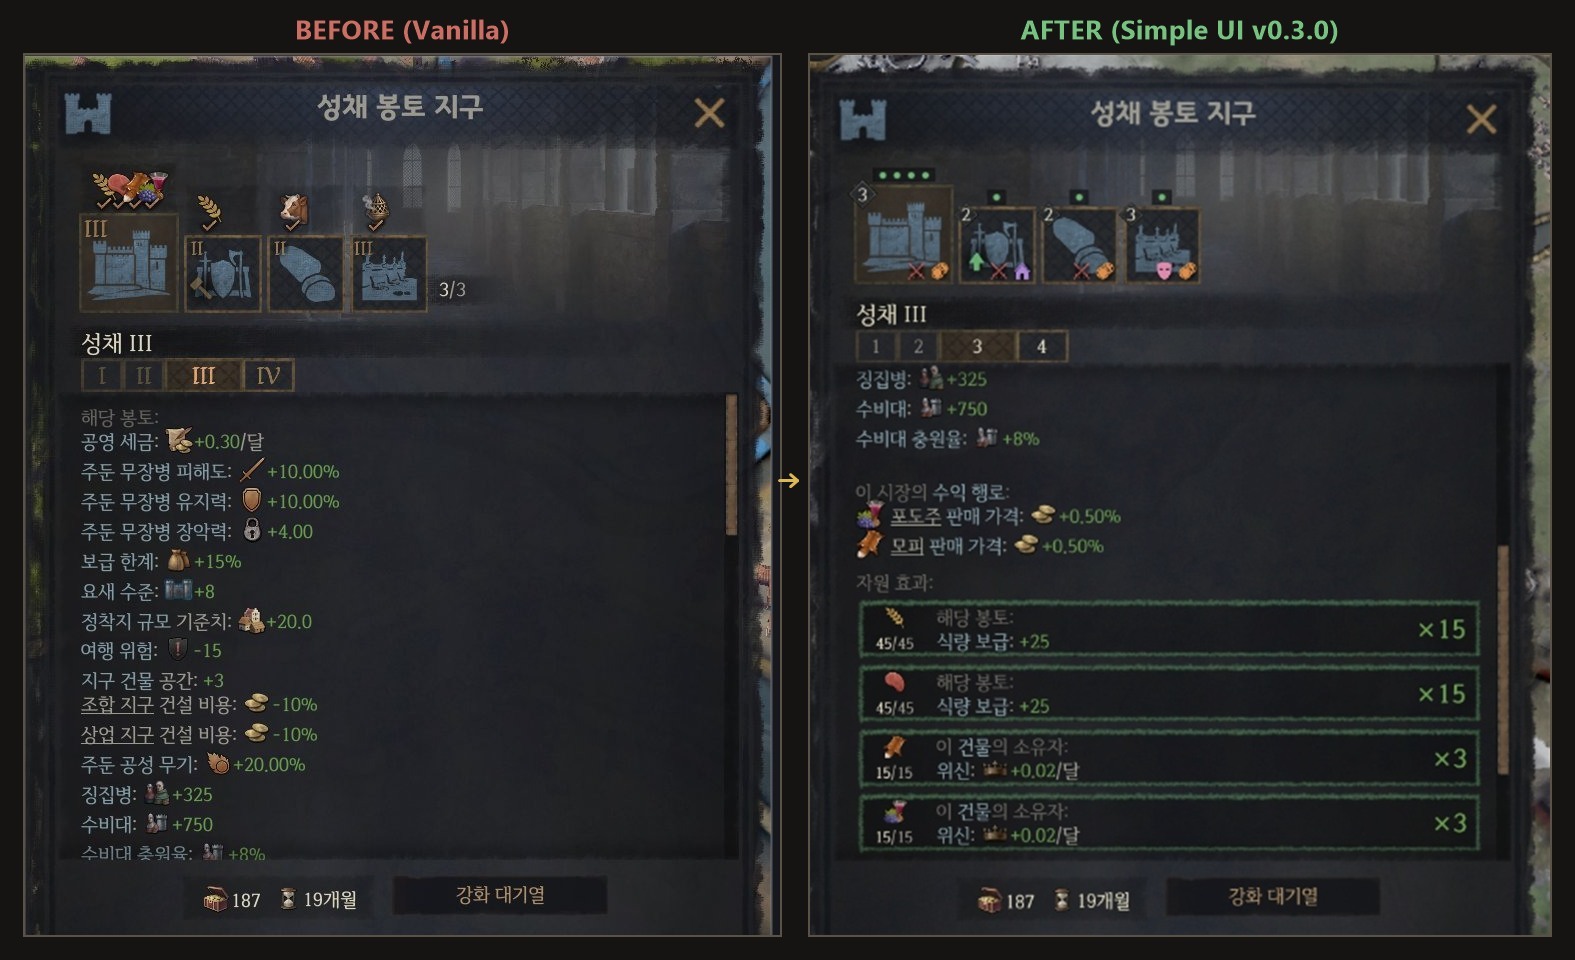 BEFORE (Vanilla)
성채 봉토 지구
III
II
II
III
3/3
성채 III
I II III IV
해당 봉토:
공영 세금: +0.30/달
주둔 무장병 피해도: +10.00%
주둔 무장병 유지력: +10.00%
주둔 무장병 장악력: +4.00
보급 한계: +15%
요새 수준: +8
정착지 규모 기준치: +20.0
여행 위험: -15
지구 건물 공간: +3
조합 지구 건설 비용: -10%
상업 지구 건설 비용: -10%
주둔 공성 무기: +20.00%
징집병: +325
수비대: +750
수비대 충원율: +8%
187 19개월 강화 대기열
→
AFTER (Simple UI v0.3.0)
성채 봉토 지구
3
2
2
3
성채 III
1 2 3 4
징집병: +325
수비대: +750
수비대 충원율: +8%
이 시장의 수익 행로:
포도주 판매 가격: +0.50%
모피 판매 가격: +0.50%
자원 효과:
해당 봉토:
45/45 식량 보급: +25 ×15
해당 봉토:
45/45 식량 보급: +25 ×15
이 건물의 소유자:
15/15 위신: +0.02/달 ×3
이 건물의 소유자:
15/15 위신: +0.02/달 ×3
187 19개월 강화 대기열